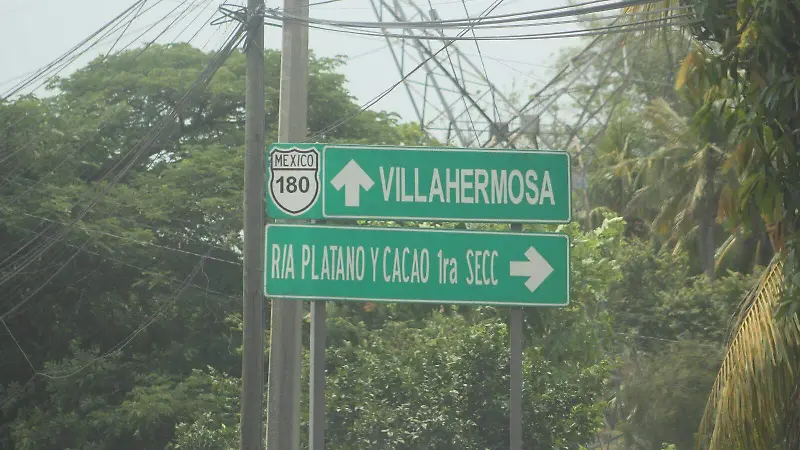 MEXICO
180
VILLAHERMOSA
R/A PLATANO Y CACAO 1ra SECC